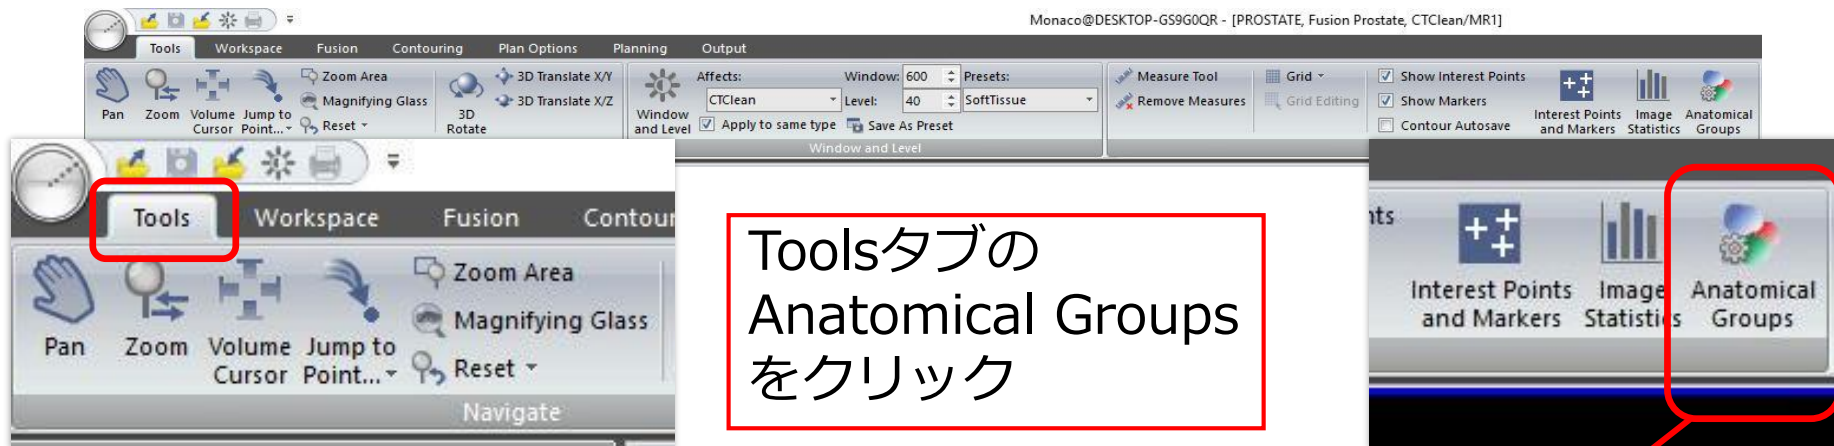 Monaco@DESKTOP-GS9G0QR - [PROSTATE, Fusion Prostate, CTClean/MR1]
Tools Workspace Fusion Contouring Plan Options Planning Output
Pan
Zoom
Volume
Cursor
Jump to
Point...
Zoom Area
Magnifying Glass
Reset
3D
Rotate
3D Translate X/Y
3D Translate X/Z
Window
and Level
Affects:
CTClean
Apply to same type
Window: 600
Level: 40
Save As Preset
Presets:
SoftTissue
Window and Level
Measure Tool
Remove Measures
Grid
Grid Editing
Show Interest Points
Show Markers
Contour Autosave
Interest Points
and Markers
Image
Statistics
Anatomical
Groups
Tools Workspace Fusion Contour
Pan
Zoom
Volume
Cursor
Jump to
Point...
Zoom Area
Magnifying Glass
Reset
Navigate
Toolsタブの
Anatomical Groups
をクリック
nts
Interest Points
and Markers
Image
Statistics
Anatomical
Groups